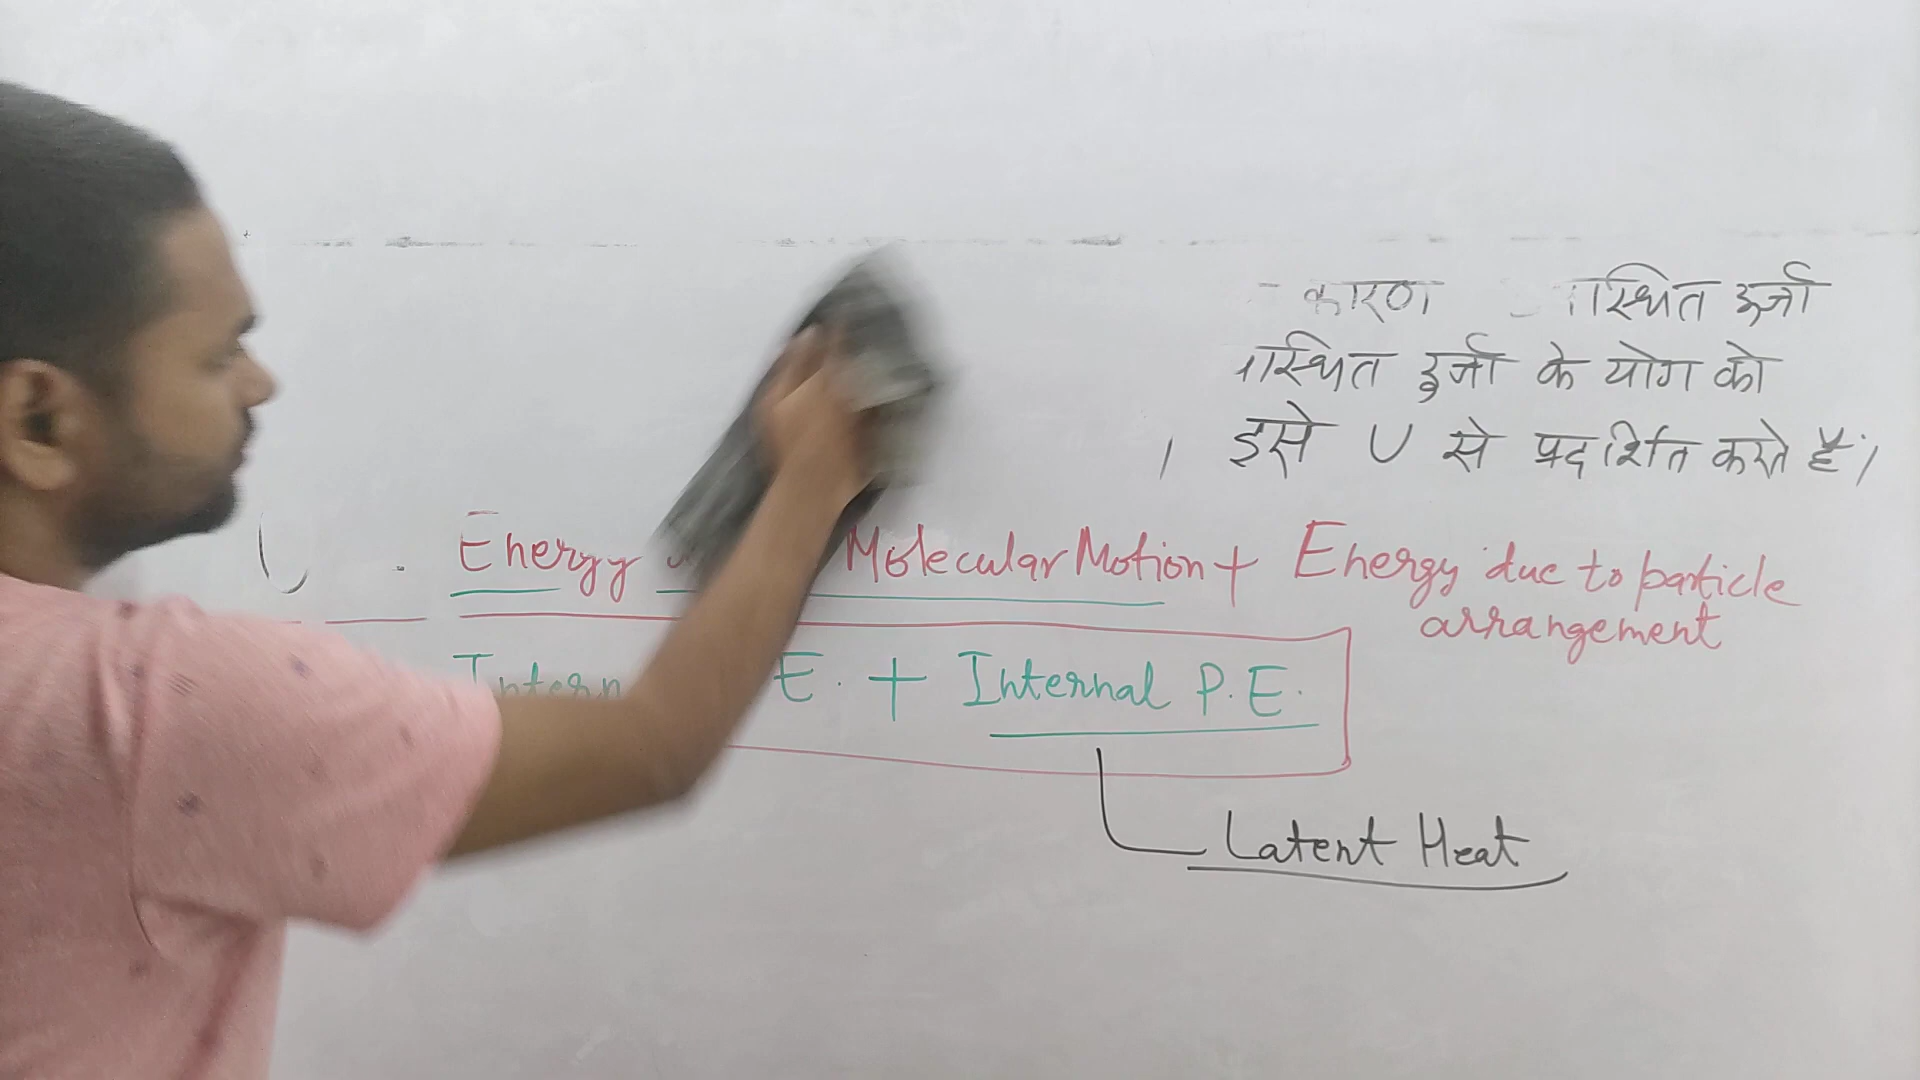 कारण स्थित ऊर्जा
स्थित ऊर्जा के योग को
। इसे U से प्रदर्शित करते हैं।
U Energy Molecular Motion + Energy due to particle
arrangement
Intern E. + Internal P.E.
Latent Heat